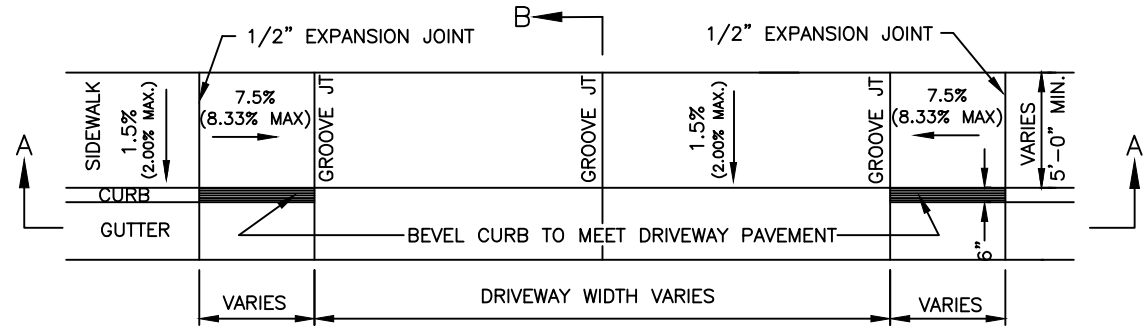 B
1/2" EXPANSION JOINT
1/2" EXPANSION JOINT
SIDEWALK
1.5%
(2.00% MAX.)
7.5%
(8.33% MAX)
GROOVE JT
GROOVE JT
1.5%
(2.00% MAX.)
GROOVE JT
7.5%
(8.33% MAX)
VARIES
5'-0" MIN.
A
A
CURB
GUTTER
BEVEL CURB TO MEET DRIVEWAY PAVEMENT
6"
VARIES
DRIVEWAY WIDTH VARIES
VARIES